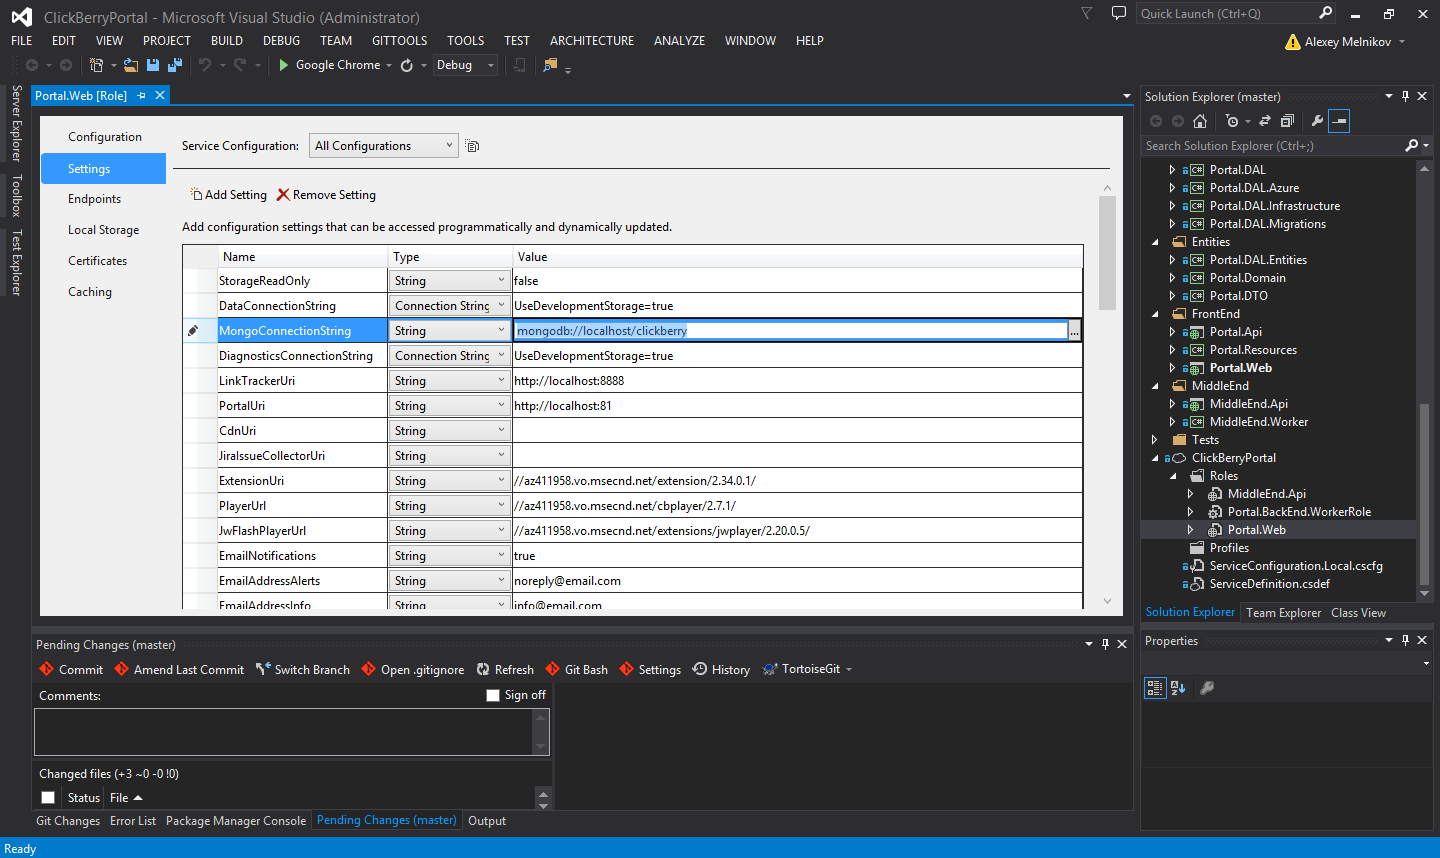 ClickBerryPortal - Microsoft Visual Studio (Administrator)
Quick Launch (Ctrl+Q)
FILE EDIT VIEW PROJECT BUILD DEBUG TEAM GITTOOLS TOOLS TEST ARCHITECTURE ANALYZE WINDOW HELP
Alexey Melnikov
Google Chrome Debug
Server Explorer
Toolbox
Test Explorer
Portal.Web [Role]
Configuration
Settings
Endpoints
Local Storage
Certificates
Caching
Service Configuration: All Configurations
Add Setting Remove Setting
Add configuration settings that can be accessed programmatically and dynamically updated.
Name Type Value
StorageReadOnly String false
DataConnectionString Connection String UseDevelopmentStorage=true
MongoConnectionString String mongodb://localhost/clickberry ...
DiagnosticsConnectionString Connection String UseDevelopmentStorage=true
LinkTrackerUri String http://localhost:8888
PortalUri String http://localhost:81
CdnUri String
JiraIssueCollectorUri String
ExtensionUri String //az411958.vo.msecnd.net/extension/2.34.0.1/
PlayerUrl String //az411958.vo.msecnd.net/cbplayer/2.7.1/
JwFlashPlayerUrl String //az411958.vo.msecnd.net/extensions/jwplayer/2.20.0.5/
EmailNotifications String true
EmailAddressAlerts String noreply@email.com
EmailAddressInfo String info@email.com
Solution Explorer (master)
Search Solution Explorer (Ctrl+;)
Portal.DAL
Portal.DAL.Azure
Portal.DAL.Infrastructure
Portal.DAL.Migrations
Entities
Portal.DAL.Entities
Portal.Domain
Portal.DTO
FrontEnd
Portal.Api
Portal.Resources
Portal.Web
MiddleEnd
MiddleEnd.Api
MiddleEnd.Worker
Tests
ClickBerryPortal
Roles
MiddleEnd.Api
Portal.BackEnd.WorkerRole
Portal.Web
Profiles
ServiceConfiguration.Local.cscfg
ServiceDefinition.csdef
Solution Explorer Team Explorer Class View
Properties
Pending Changes (master)
Commit Amend Last Commit Switch Branch Open .gitignore Refresh Git Bash Settings History TortoiseGit
Comments: Sign off
Changed files (+3 ~0 -0 !0)
Status File
Git Changes Error List Package Manager Console Pending Changes (master) Output
Ready